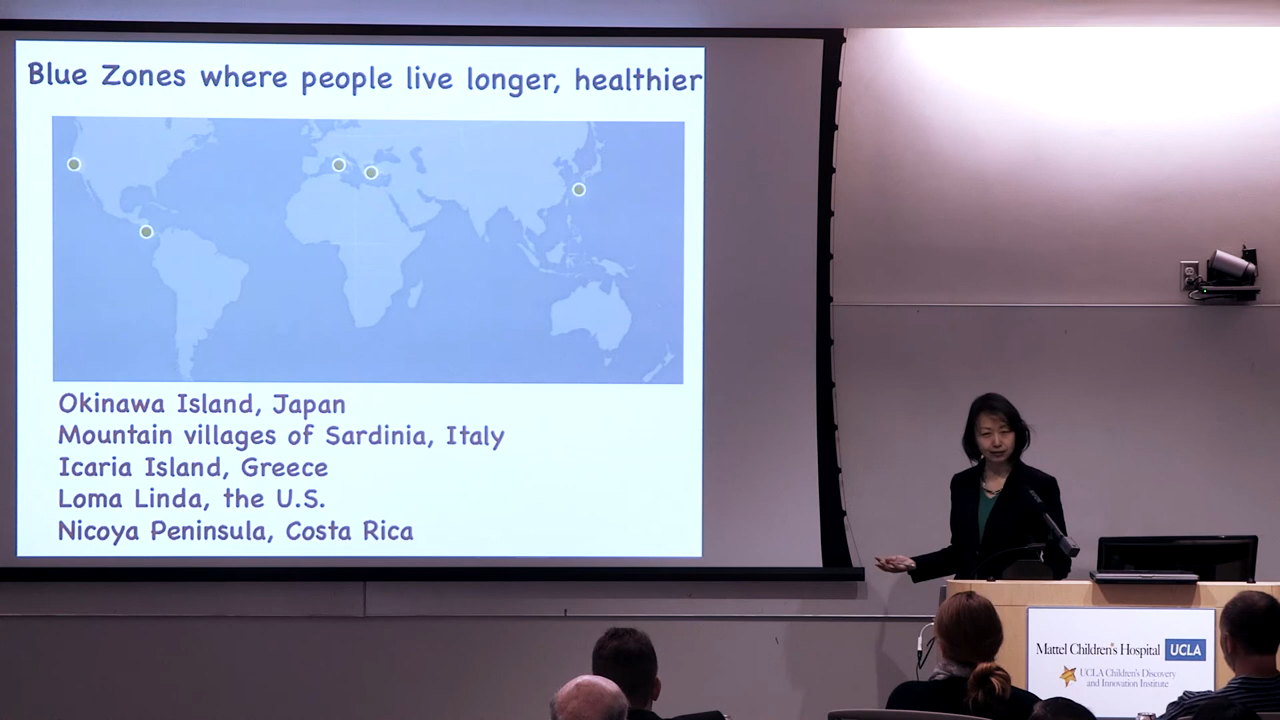 Blue Zones where people live longer, healthier
Okinawa Island, Japan
Mountain villages of Sardinia, Italy
Icaria Island, Greece
Loma Linda, the U.S.
Nicoya Peninsula, Costa Rica
Mattel Children's Hospital UCLA
UCLA Children's Discovery
and Innovation Institute